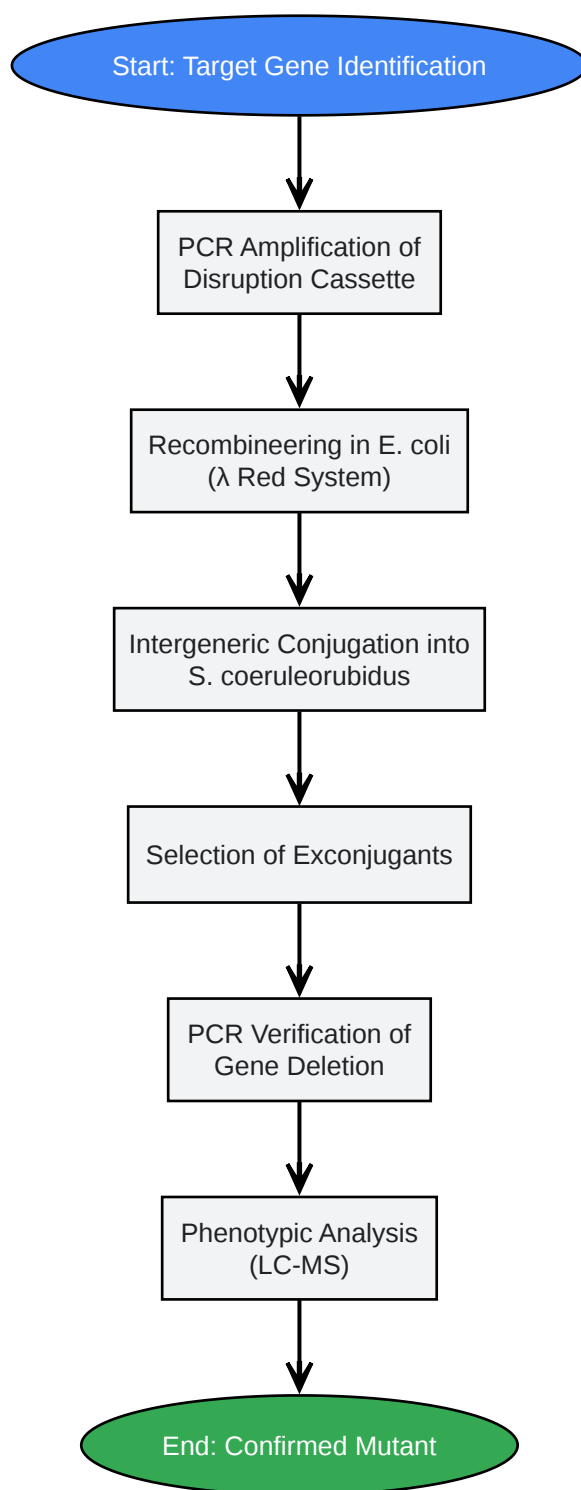 Start: Target Gene Identification
PCR Amplification of
Disruption Cassette
Recombineering in E. coli
(λ Red System)
Intergeneric Conjugation into
S. coeruleorubidus
Selection of Exconjugants
PCR Verification of
Gene Deletion
Phenotypic Analysis
(LC-MS)
End: Confirmed Mutant